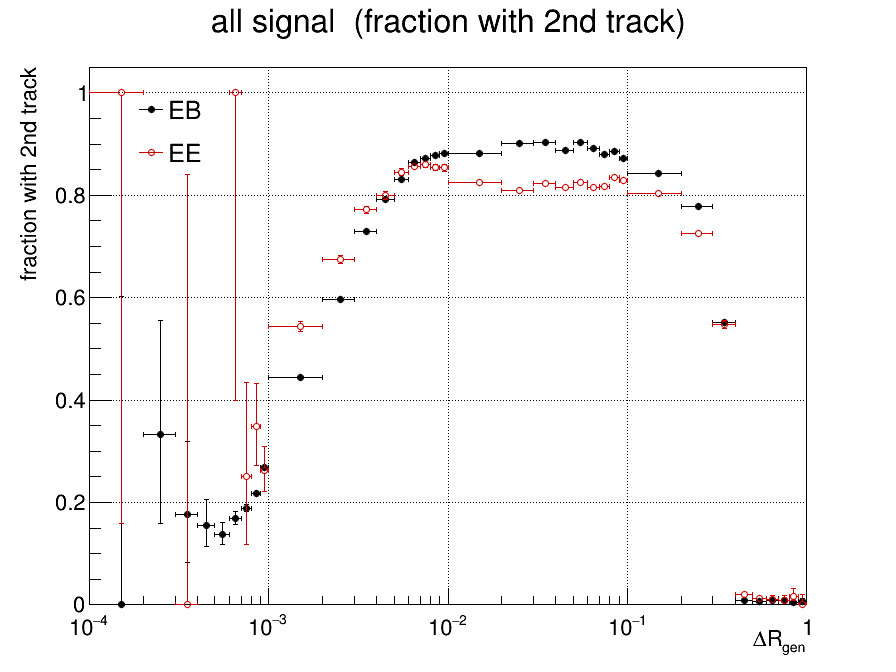 all signal  (fraction with 2nd track)
fraction with 2nd track
1
0.8
0.6
0.4
0.2
0
EB
EE
10⁻⁴ 10⁻³ 10⁻² 10⁻¹ 1
ΔR_gen